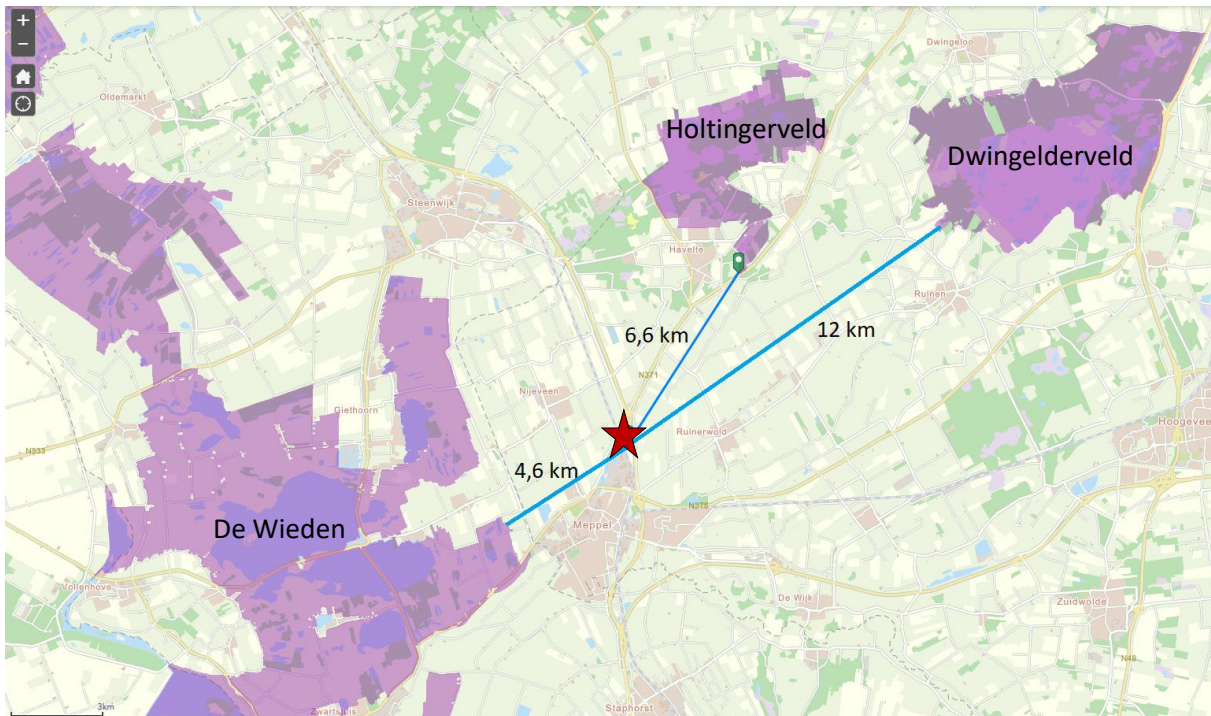 +
−
Oldemarkt
Dwingeloo
Holtingerveld
Dwingelderveld
Steenwijk
Havelte
Ruinen
6,6 km
12 km
N371
Nijeveen
Giethoorn
Ruinerwold
Hoogeveen
N333
4,6 km
De Wieden
Meppel
N375
Vollenhove
De Wijk
Zuidwolde
N48
3km
Zwartsluis
Staphorst